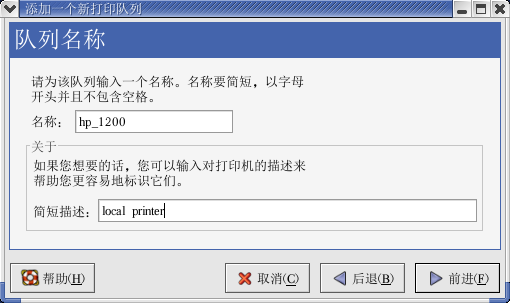 添加一个新打印队列
队列名称
请为该队列输入一个名称。名称要简短，以字母
开头并且不包含空格。
名称： hp_1200
关于
如果您想要的话，您可以输入对打印机的描述来
帮助您更容易地标识它们。
简短描述： local printer
帮助(H) 取消(C) 后退(B) 前进(F)